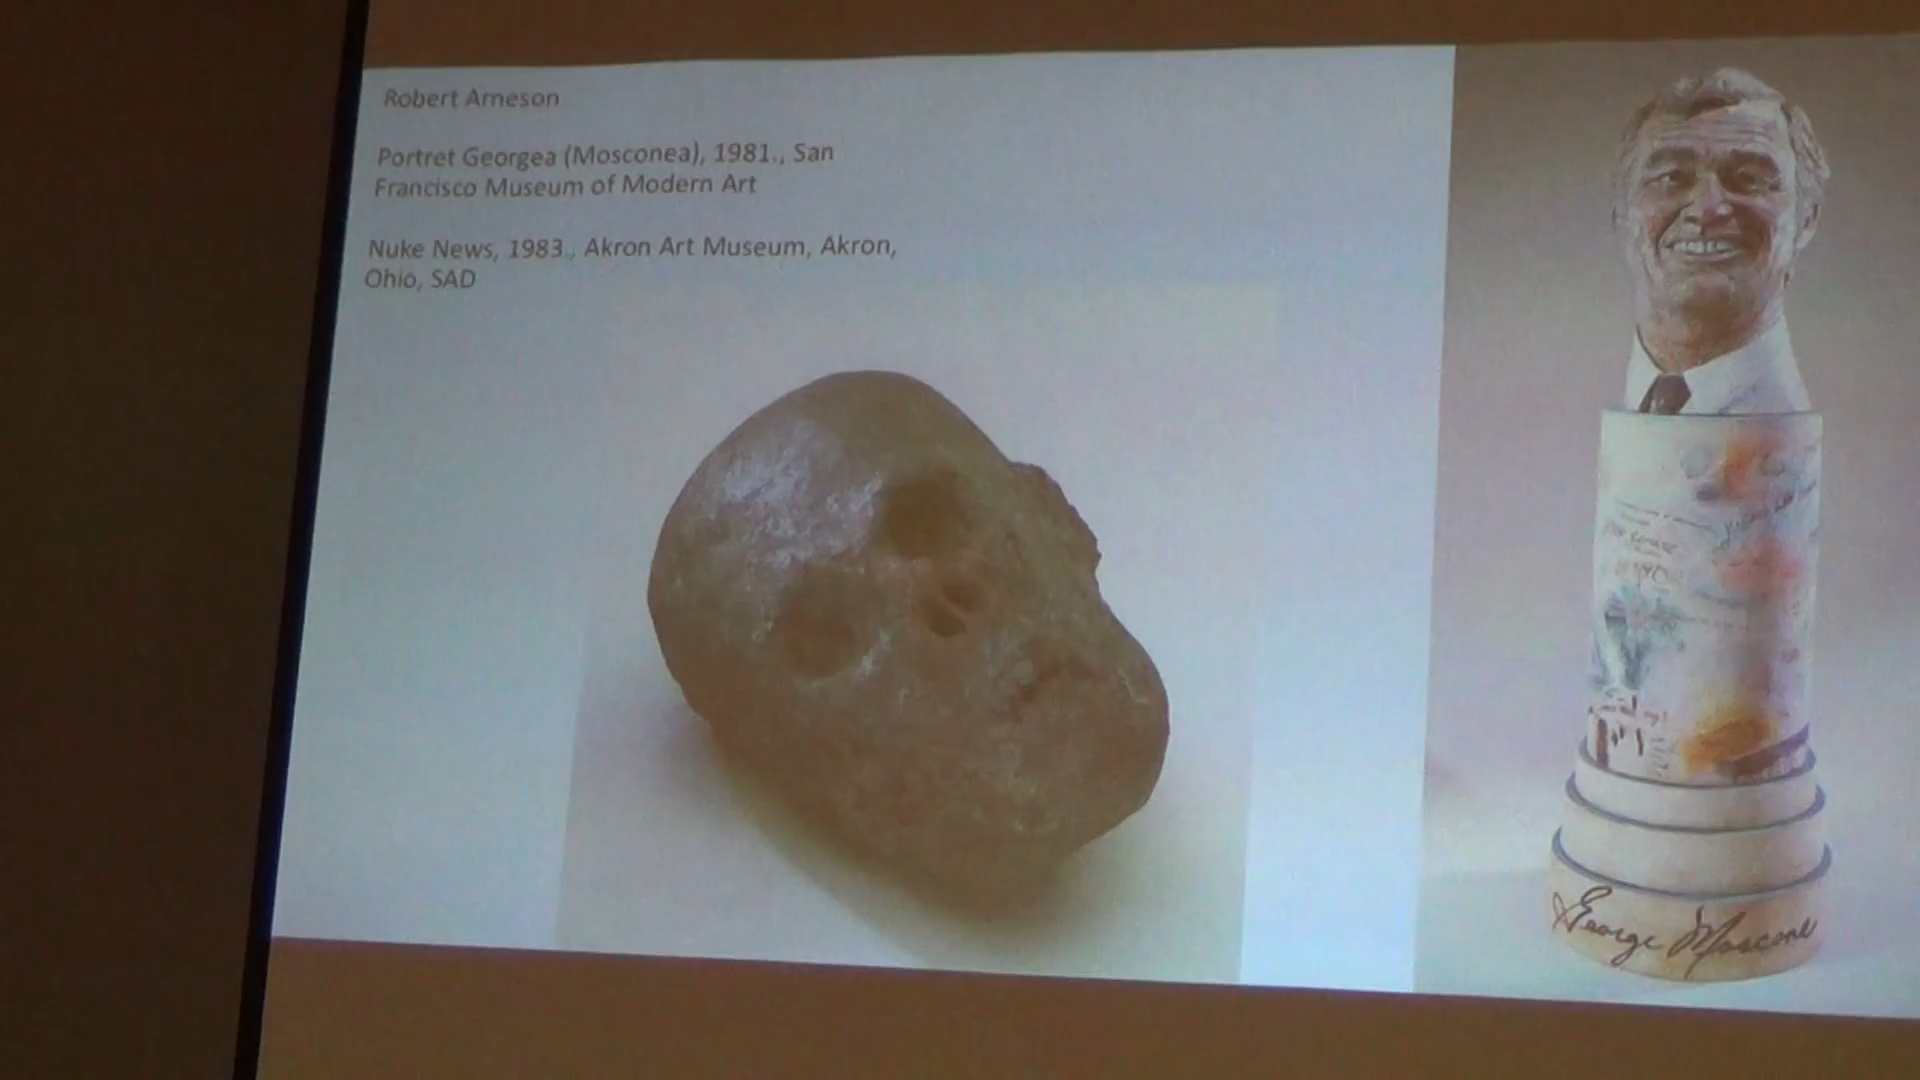 Robert Arneson
Portret Georgea (Mosconea), 1981., San
Francisco Museum of Modern Art
Nuke News, 1983., Akron Art Museum, Akron,
Ohio, SAD
George Moscone